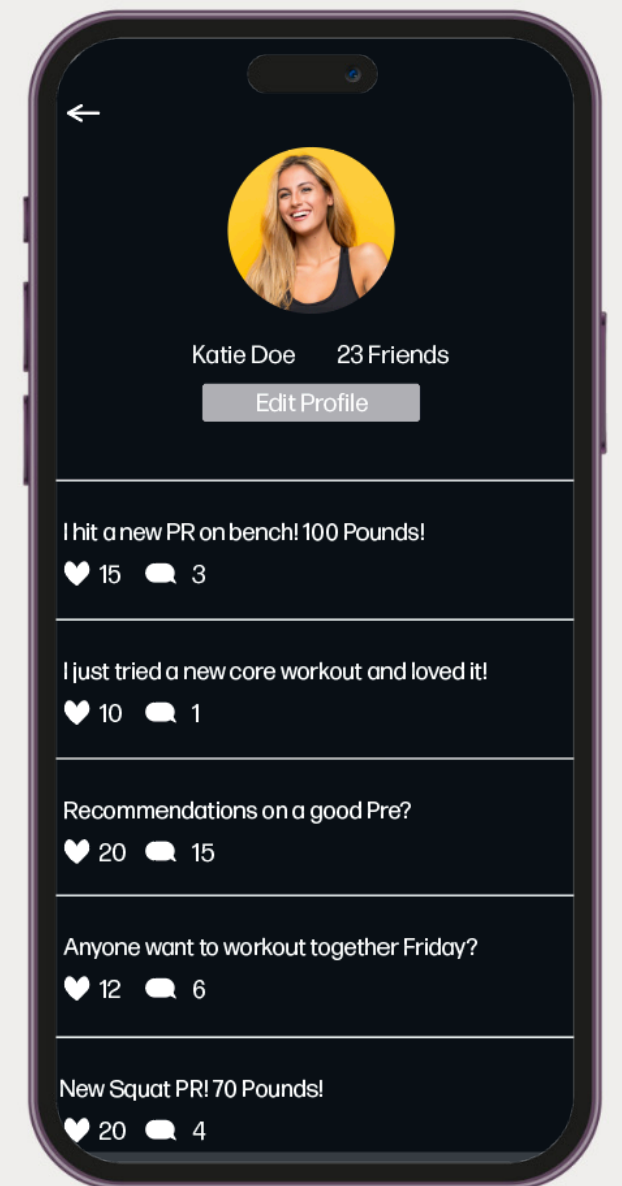 Katie Doe 23 Friends
Edit Profile
I hit a new PR on bench! 100 Pounds!
15 3
I just tried a new core workout and loved it!
10 1
Recommendations on a good Pre?
20 15
Anyone want to workout together Friday?
12 6
New Squat PR! 70 Pounds!
20 4